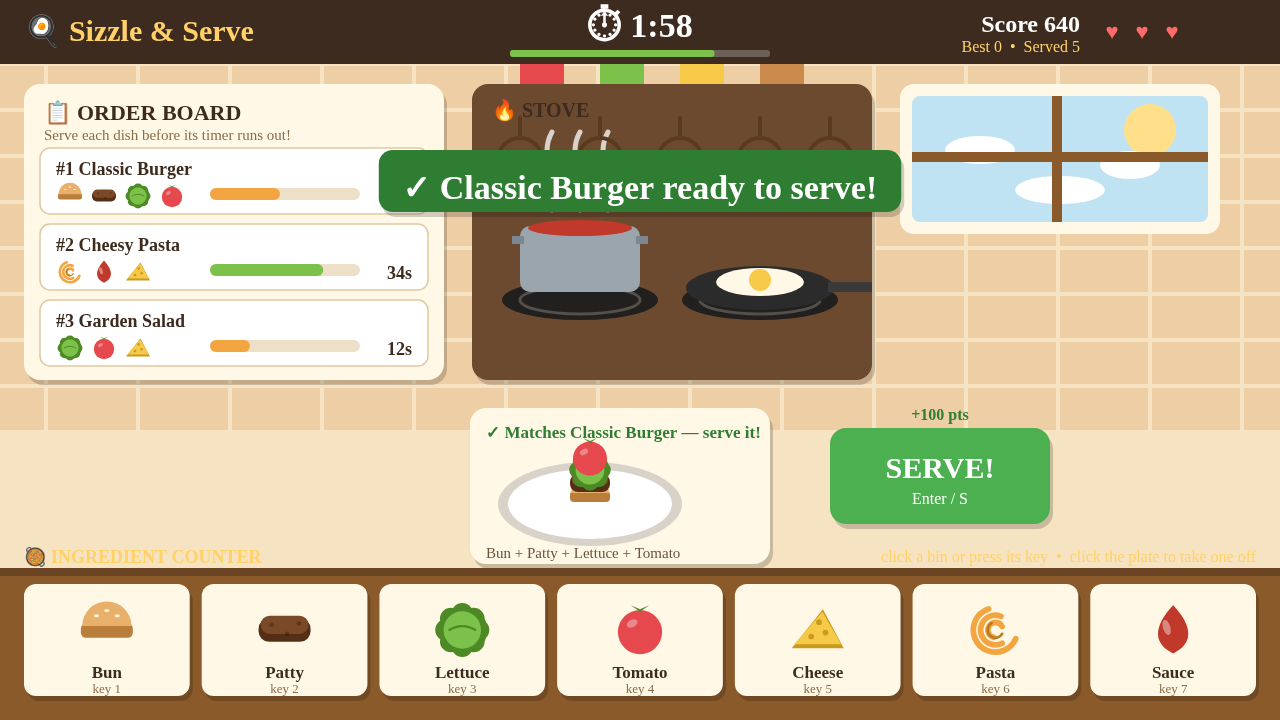 Sizzle & Serve
1:58
Score 640
Best 0 • Served 5
ORDER BOARD
Serve each dish before its timer runs out!
#1 Classic Burger
#2 Cheesy Pasta
34s
#3 Garden Salad
12s
STOVE
✓ Classic Burger ready to serve!
✓ Matches Classic Burger — serve it!
Bun + Patty + Lettuce + Tomato
+100 pts
SERVE!
Enter / S
INGREDIENT COUNTER
click a bin or press its key • click the plate to take one off
Bun
key 1
Patty
key 2
Lettuce
key 3
Tomato
key 4
Cheese
key 5
Pasta
key 6
Sauce
key 7